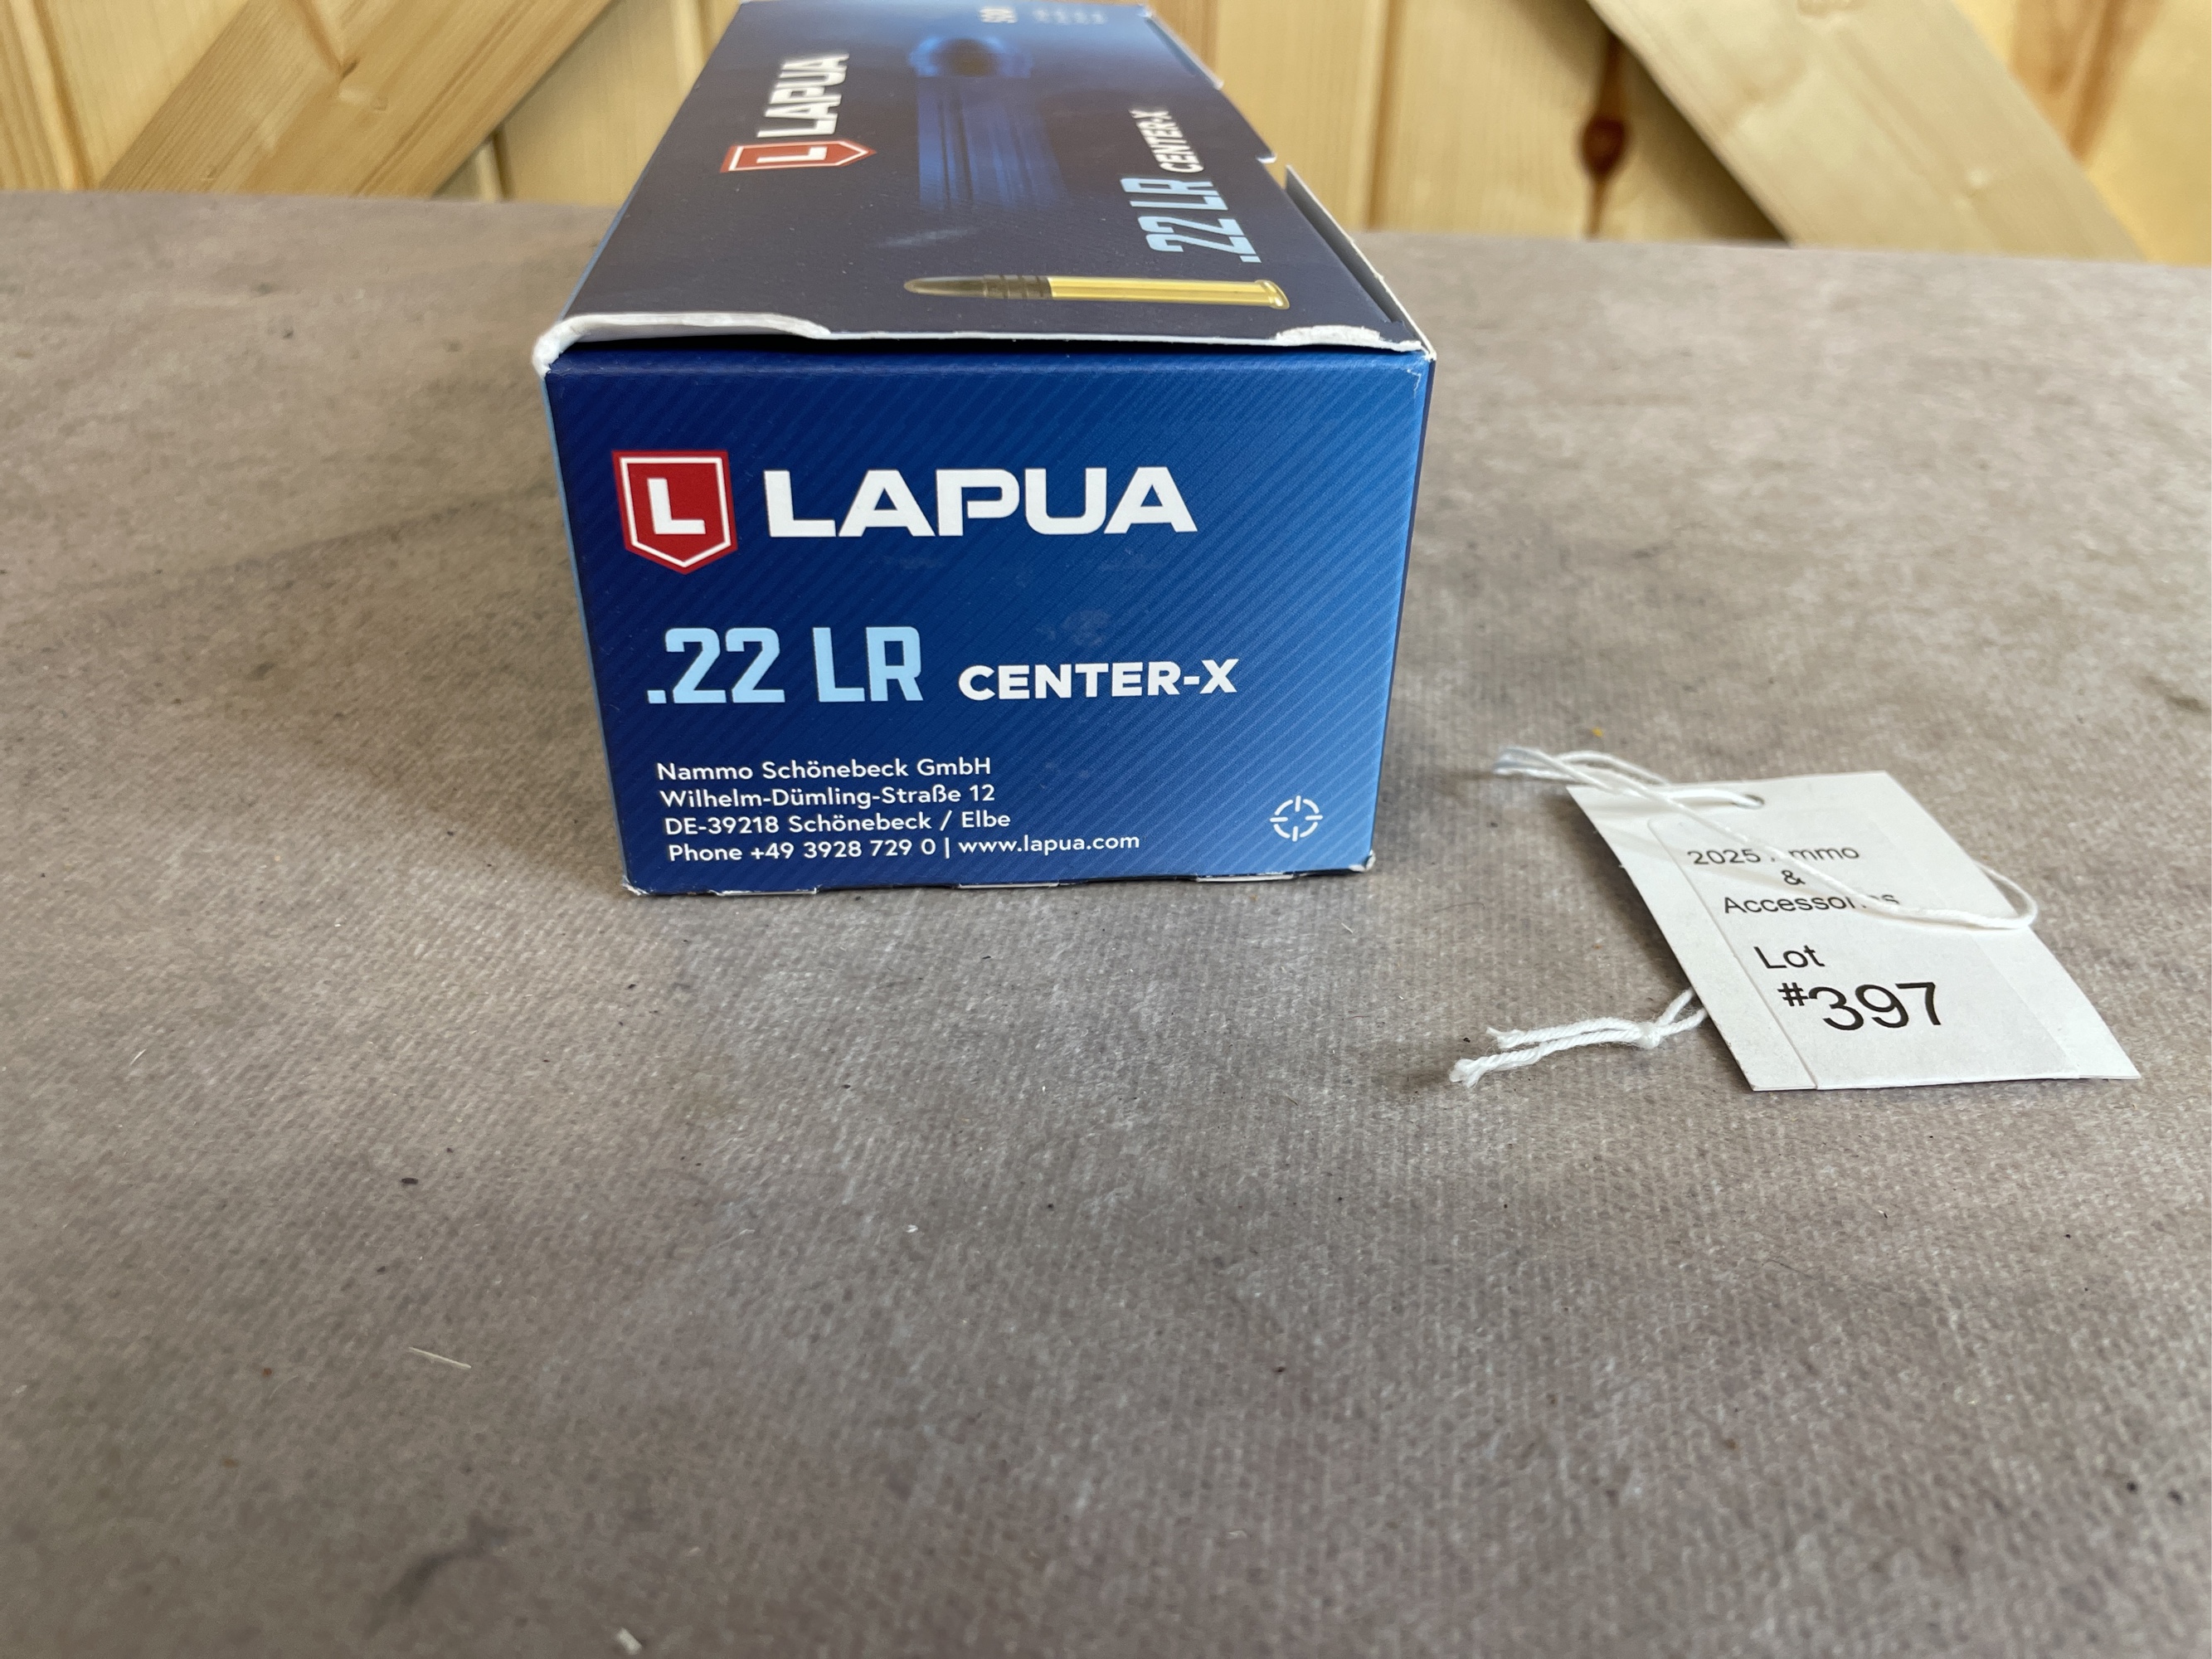 LAPUA
.22 LR CENTER-X
L LAPUA
.22 LR CENTER-X
Nammo Schönebeck GmbH
Wilhelm-Dümling-Straße 12
DE-39218 Schönebeck / Elbe
Phone +49 3928 729 0 | www.lapua.com
2025
&
Lot
#397